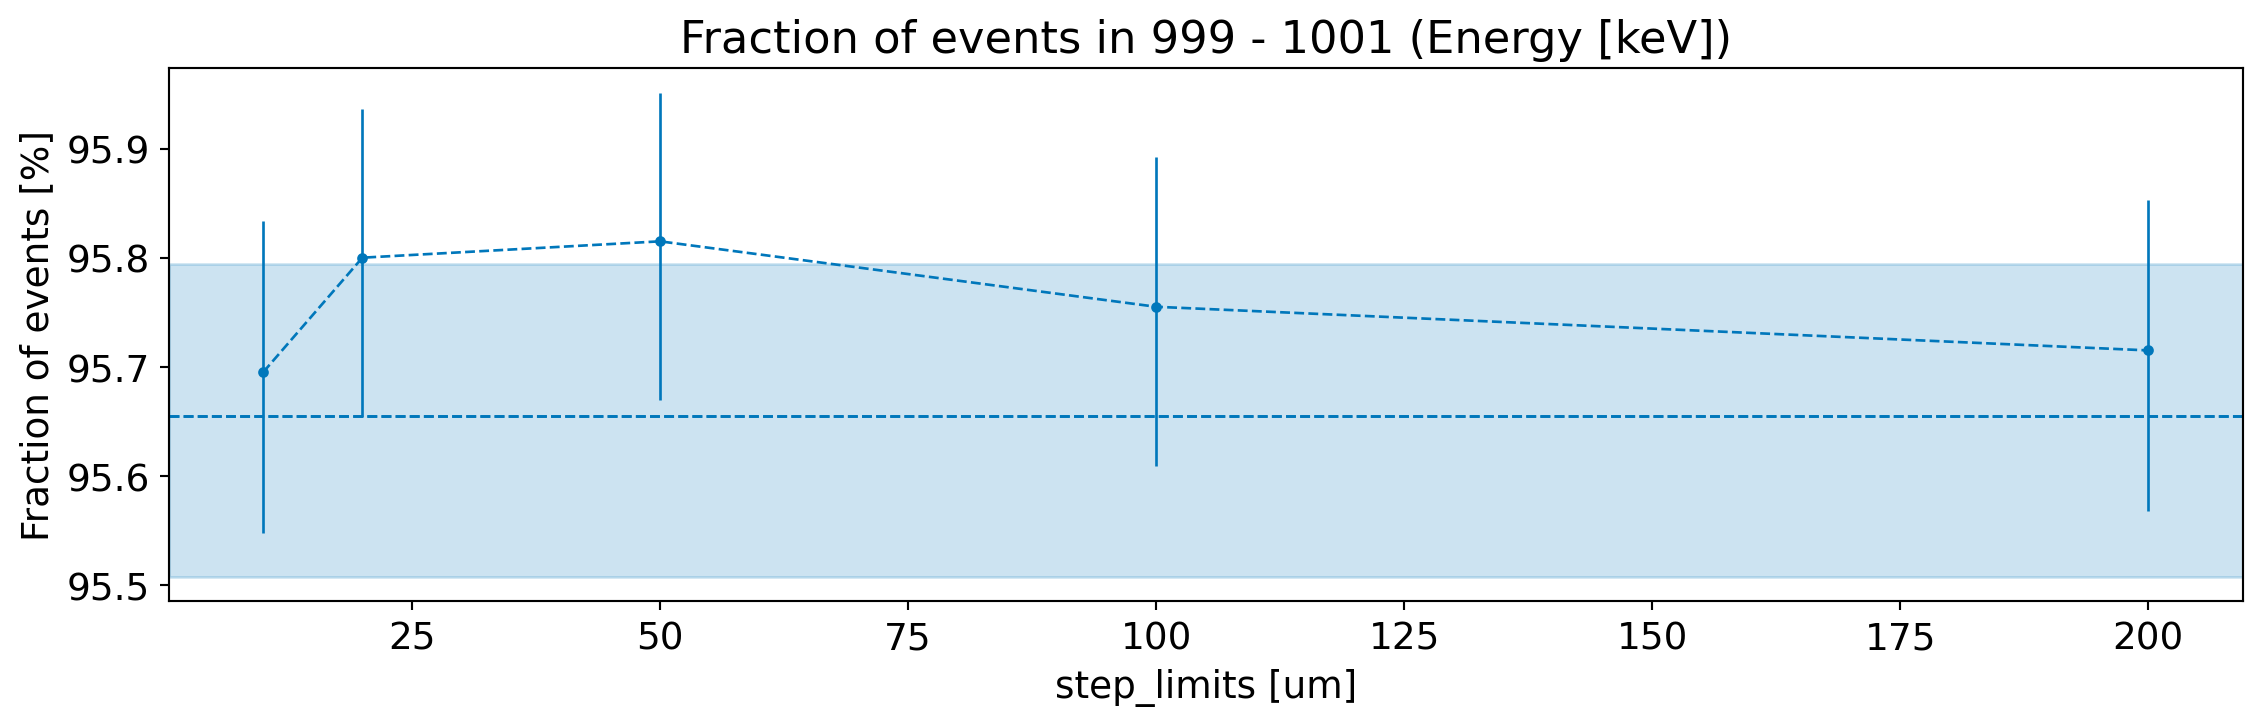 Fraction of events in 999 - 1001 (Energy [keV])
Fraction of events [%]
95.9
95.8
95.7
95.6
95.5
25 50 75 100 125 150 175 200
step_limits [um]